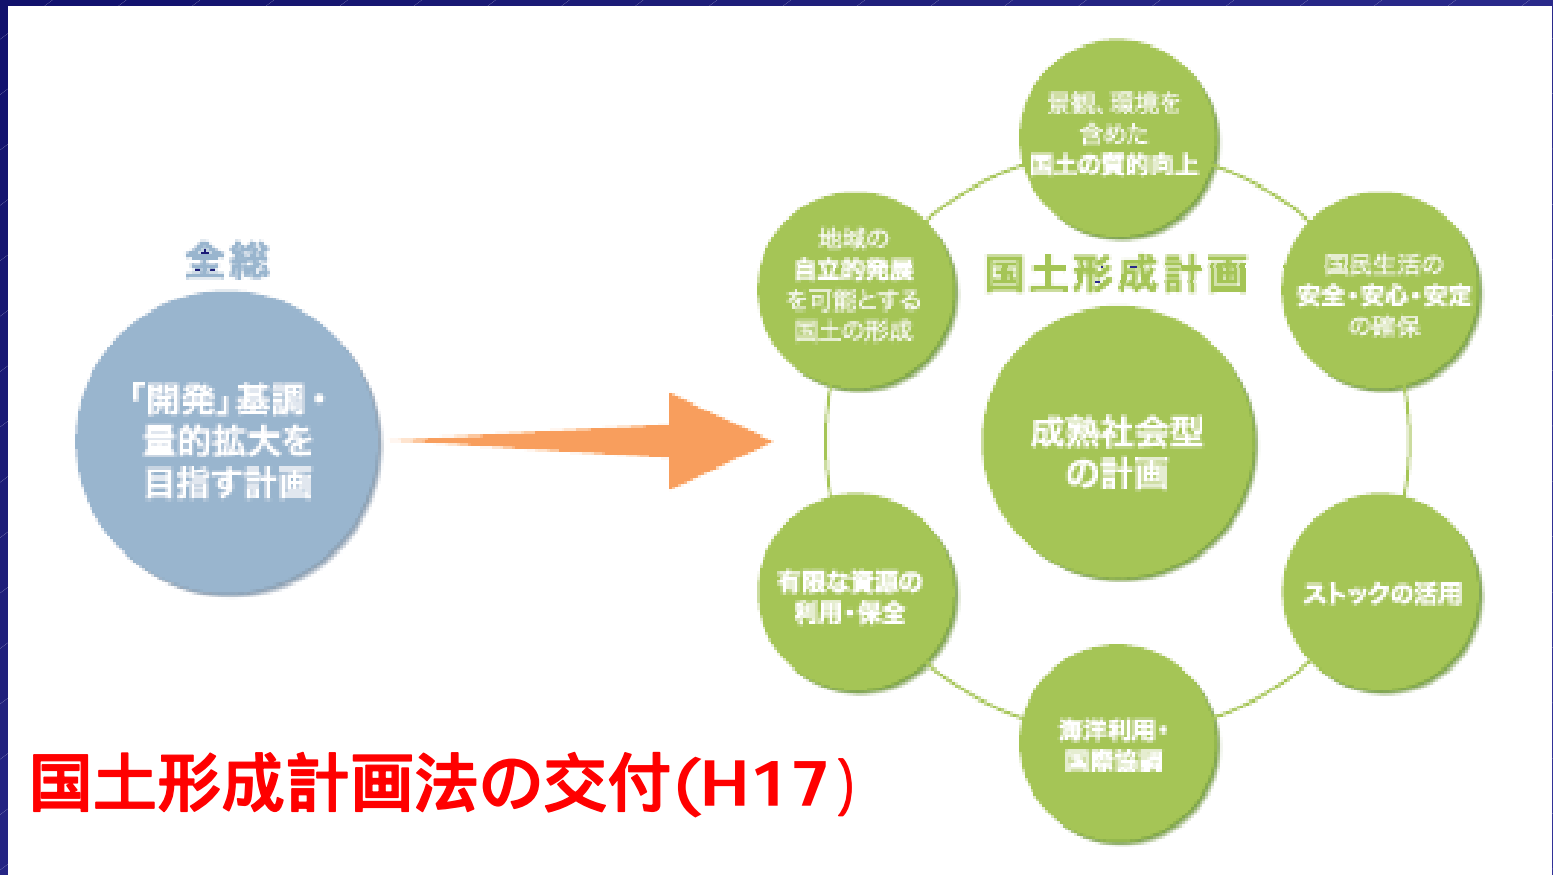 全総
「開発」基調・
量的拡大を
目指す計画
国土形成計画
成熟社会型
の計画
景観、環境を
含めた
国土の質的向上
国民生活の
安全・安心・安定
の確保
ストックの活用
海洋利用・
国際協調
有限な資源の
利用・保全
地域の
自立的発展
を可能とする
国土の形成
国土形成計画法の交付(H17)